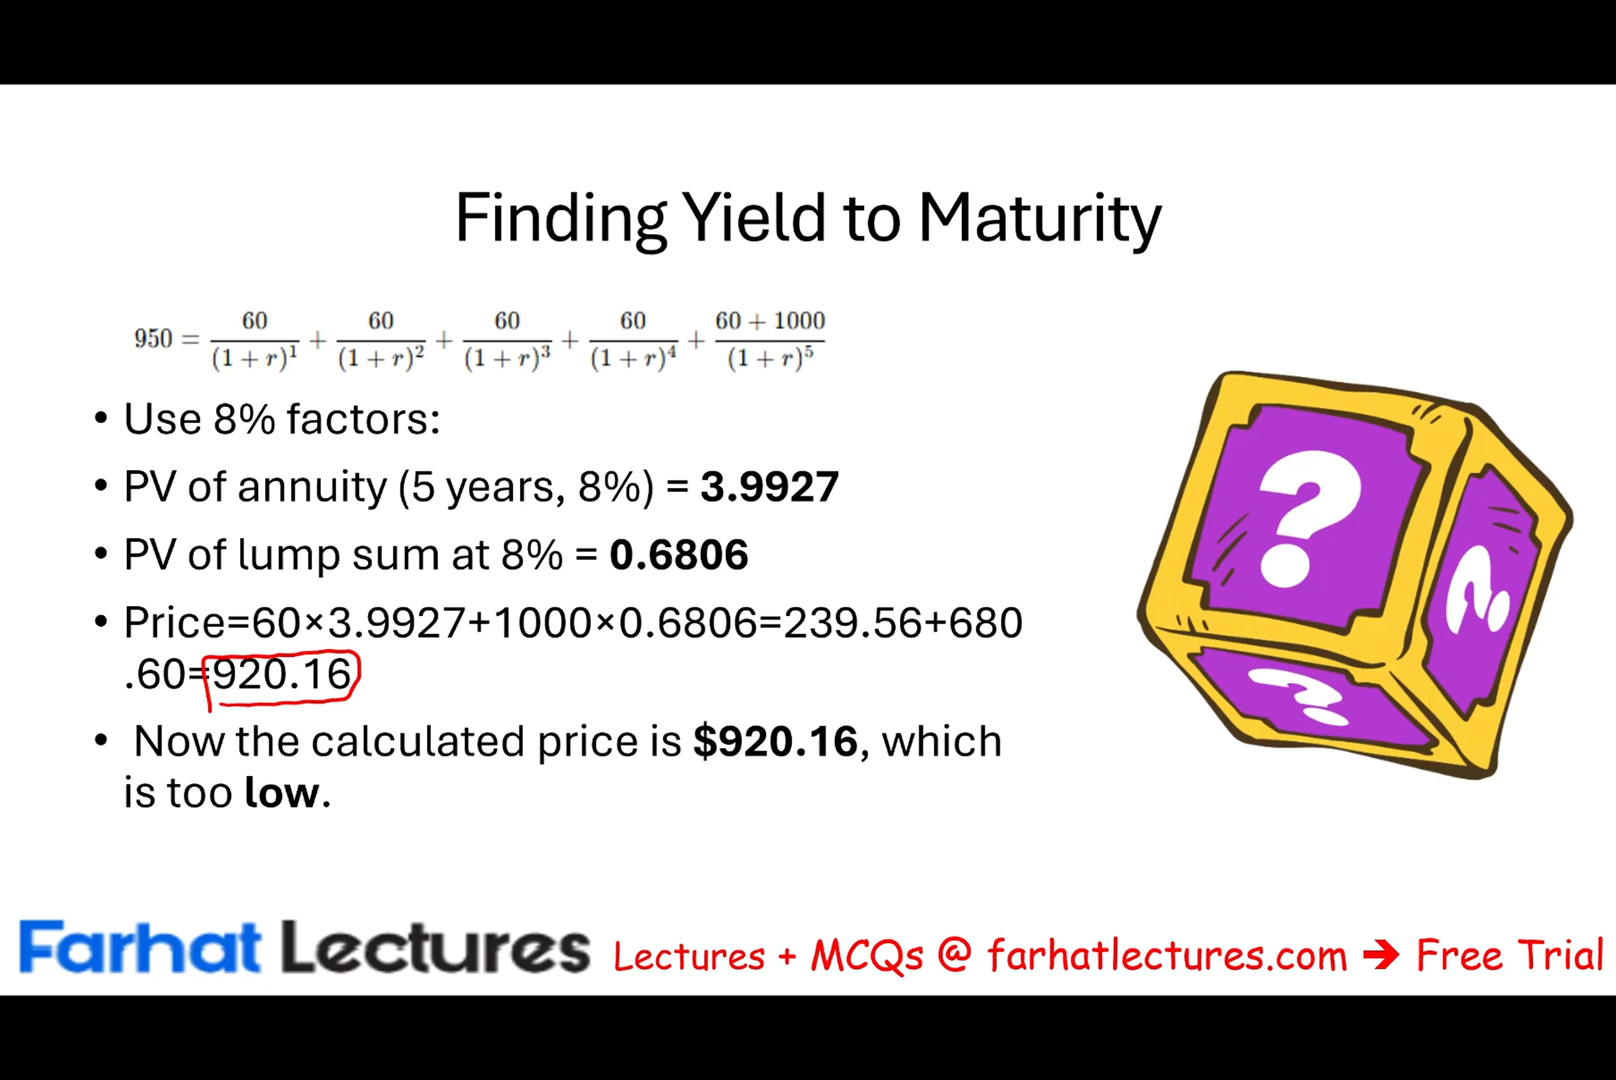 Finding Yield to Maturity
950 = 60/(1 + r)¹ + 60/(1 + r)² + 60/(1 + r)³ + 60/(1 + r)⁴ + (60 + 1000)/(1 + r)⁵
• Use 8% factors:
• PV of annuity (5 years, 8%) = 3.9927
• PV of lump sum at 8% = 0.6806
• Price=60×3.9927+1000×0.6806=239.56+680
.60=920.16
• Now the calculated price is $920.16, which
is too low.
? ? ?
Farhat Lectures Lectures + MCQs @ farhatlectures.com ➔ Free Trial